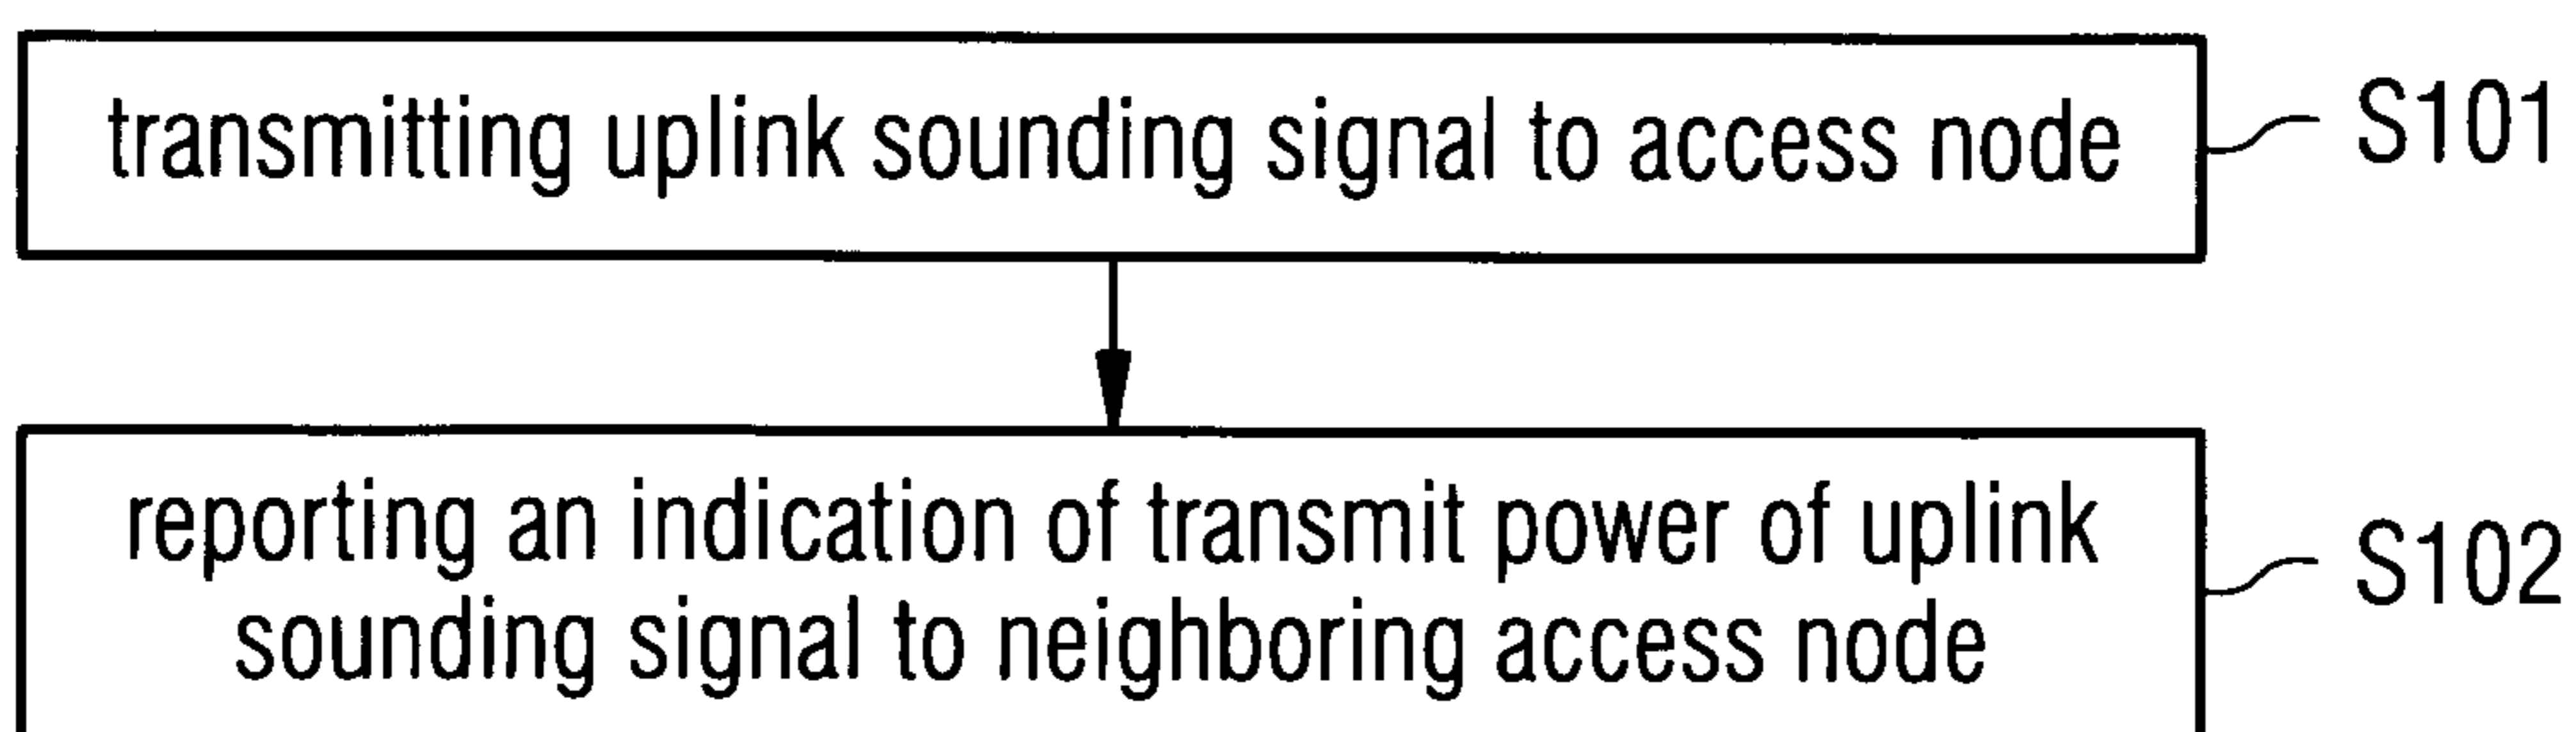 transmitting uplink sounding signal to access node
S101
reporting an indication of transmit power of uplink
sounding signal to neighboring access node
S102